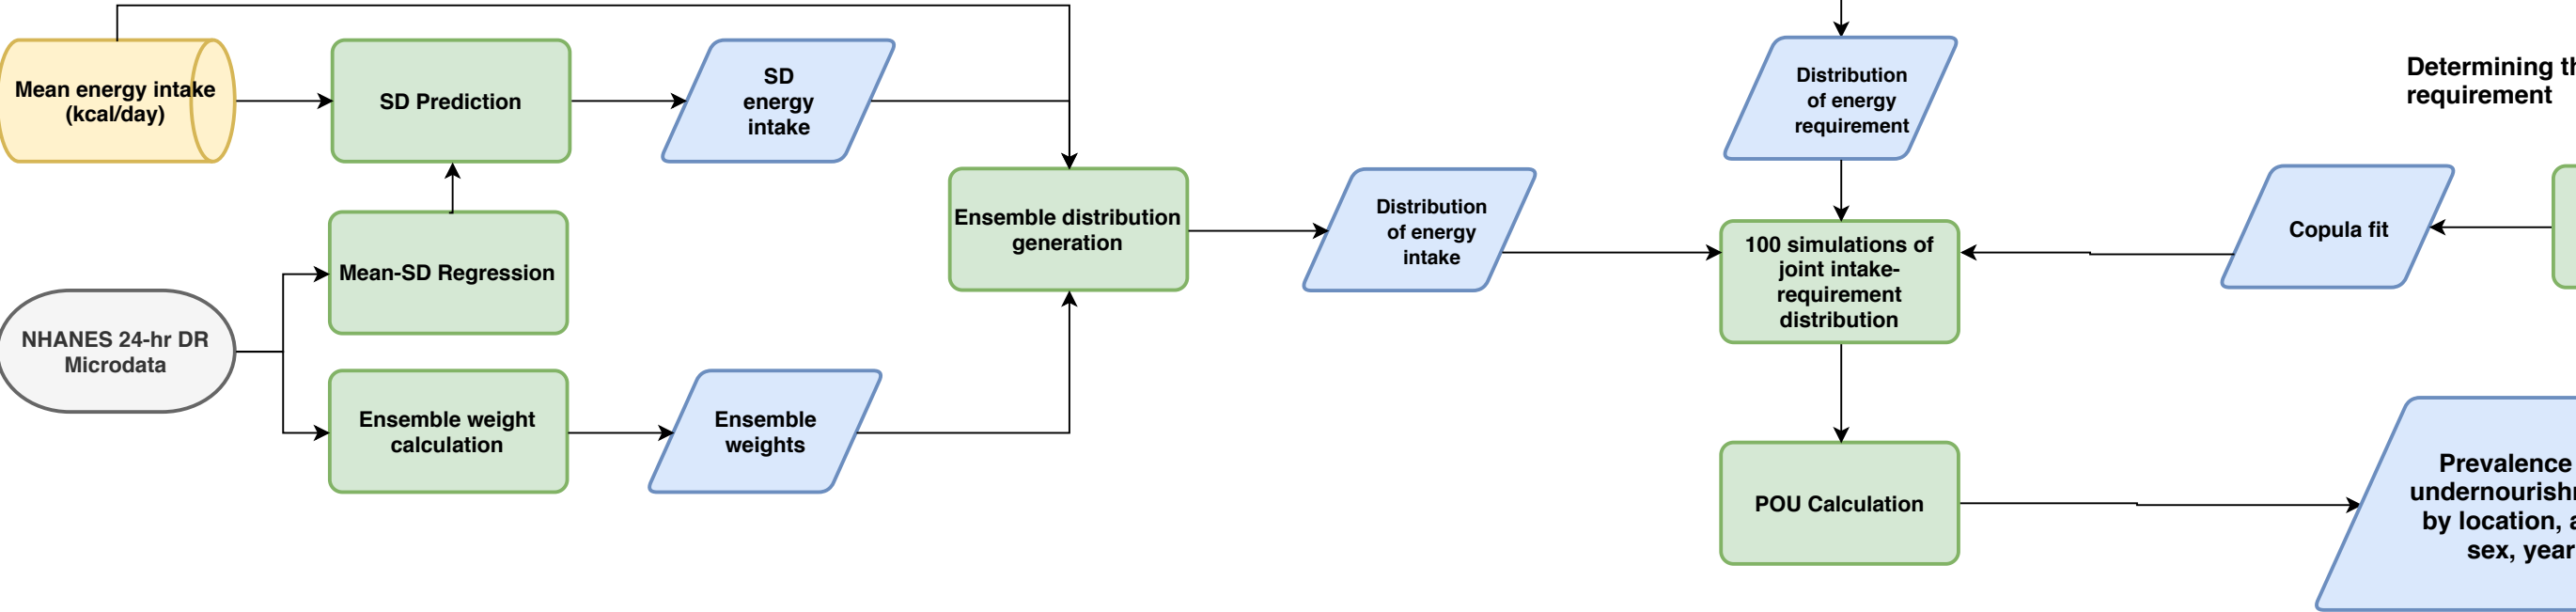 Mean energy intake
(kcal/day)
SD Prediction
SD
energy
intake
Distribution
of energy
requirement
Determining
requirement
Mean-SD Regression
Ensemble distribution
generation
Distribution
of energy
intake
100 simulations of
joint intake-
requirement
distribution
Copula fit
NHANES 24-hr DR
Microdata
Ensemble weight
calculation
Ensemble
weights
POU Calculation
Prevalence
by location,
sex, year